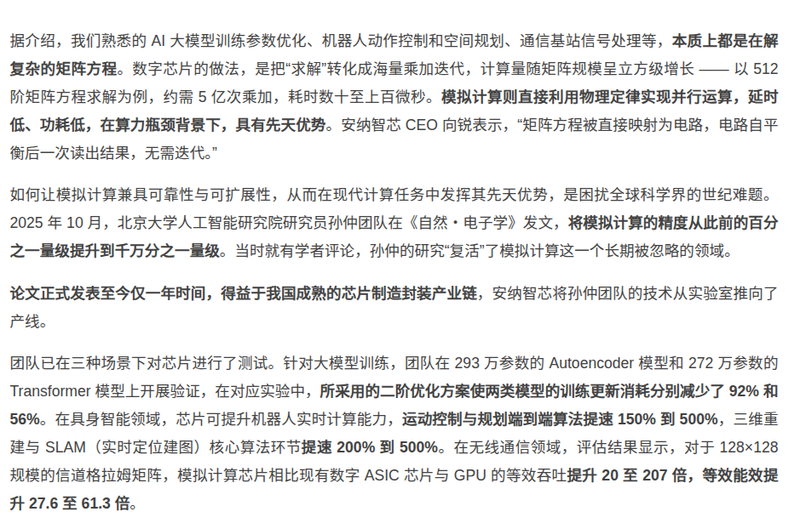 据介绍，我们熟悉的 AI 大模型训练参数优化、机器人动作控制和空间规划、通信基站信号处理等，本质上都是在解
复杂的矩阵方程。数字芯片的做法，是把“求解”转化成海量乘加迭代，计算量随矩阵规模呈立方级增长 —— 以 512
阶矩阵方程求解为例，约需 5 亿次乘加，耗时数十至上百微秒。模拟计算则直接利用物理定律实现并行运算，延时
低、功耗低，在算力瓶颈背景下，具有先天优势。安纳智芯 CEO 向锐表示，“矩阵方程被直接映射为电路，电路自平
衡后一次读出结果，无需迭代。”
如何让模拟计算兼具可靠性与可扩展性，从而在现代计算任务中发挥其先天优势，是困扰全球科学界的世纪难题。
2025 年 10 月，北京大学人工智能研究院研究员孙仲团队在《自然・电子学》发文，将模拟计算的精度从此前的百分
之一量级提升到千万分之一量级。当时就有学者评论，孙仲的研究“复活”了模拟计算这一个长期被忽略的领域。
论文正式发表至今仅一年时间，得益于我国成熟的芯片制造封装产业链，安纳智芯将孙仲团队的技术从实验室推向了
产线。
团队已在三种场景下对芯片进行了测试。针对大模型训练，团队在 293 万参数的 Autoencoder 模型和 272 万参数的
Transformer 模型上开展验证，在对应实验中，所采用的二阶优化方案使两类模型的训练更新消耗分别减少了 92% 和
56%。在具身智能领域，芯片可提升机器人实时计算能力，运动控制与规划端到端算法提速 150% 到 500%，三维重
建与 SLAM（实时定位建图）核心算法环节提速 200% 到 500%。在无线通信领域，评估结果显示，对于 128×128
规模的信道格拉姆矩阵，模拟计算芯片相比现有数字 ASIC 芯片与 GPU 的等效吞吐提升 20 至 207 倍，等效能效提
升 27.6 至 61.3 倍。